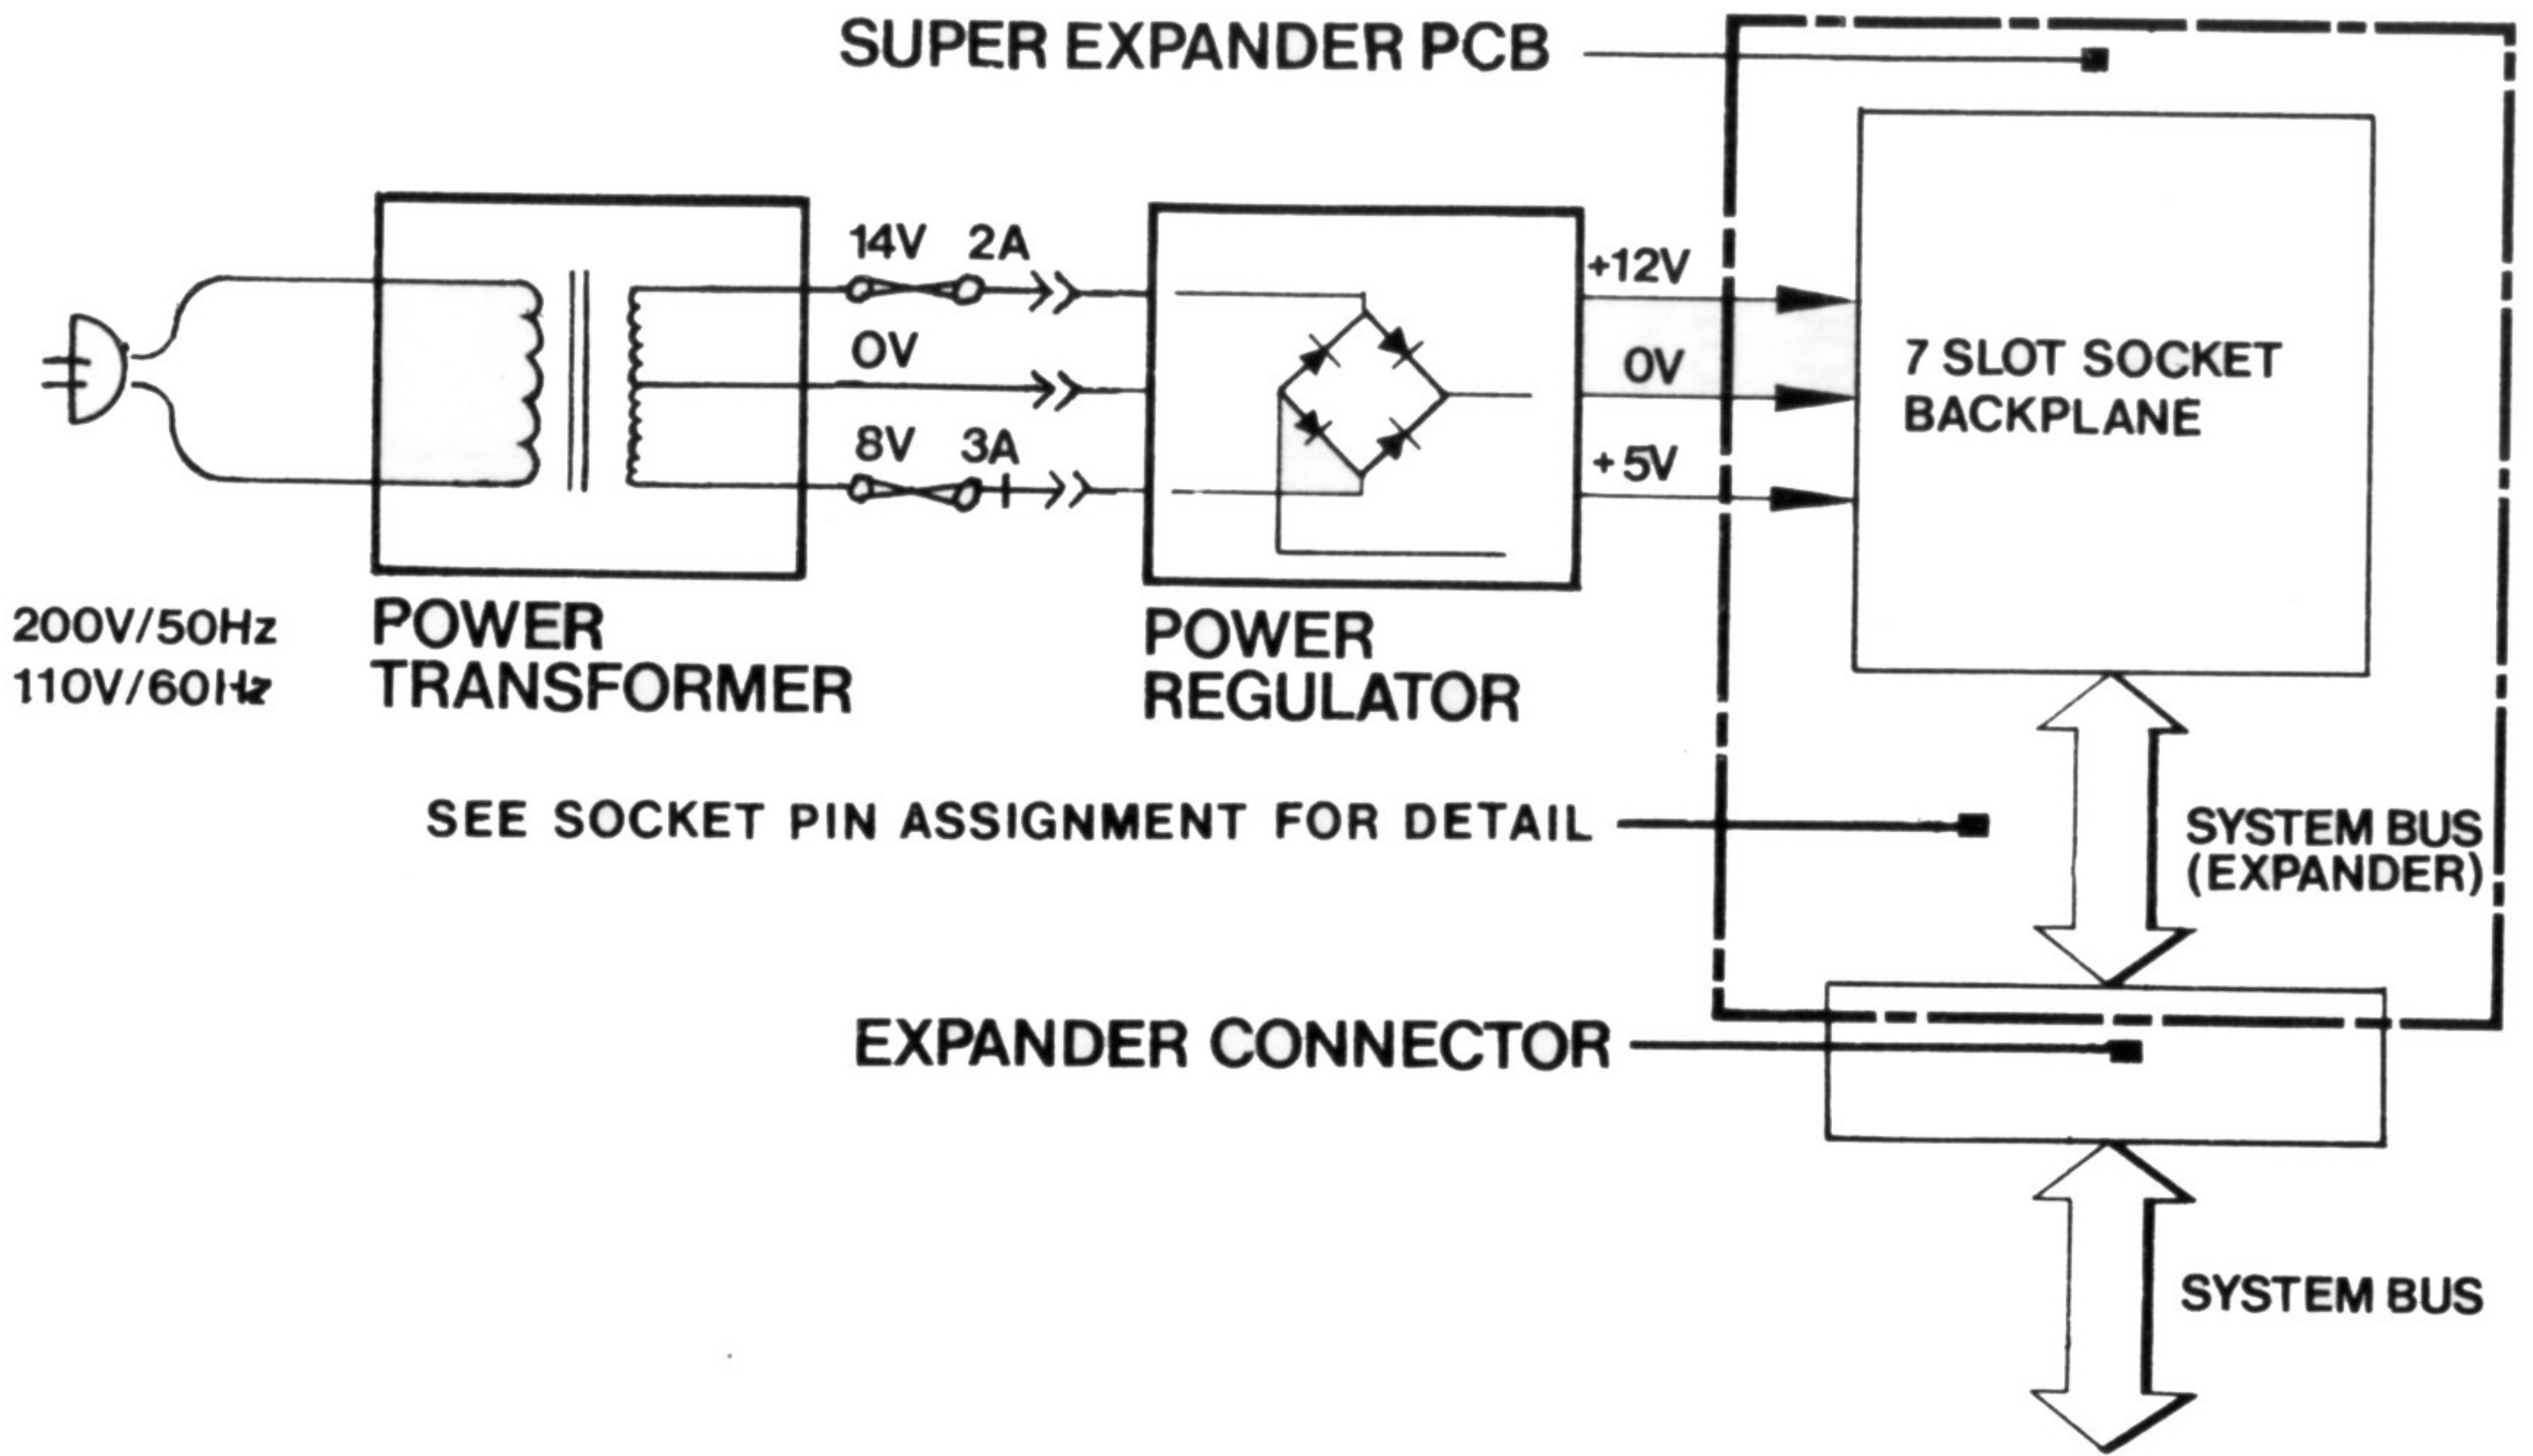 SUPER EXPANDER PCB
14V 2A
0V
8V 3A
+12V
0V
+5V
7 SLOT SOCKET
BACKPLANE
200V/50Hz
110V/60Hz
POWER
TRANSFORMER
POWER
REGULATOR
SEE SOCKET PIN ASSIGNMENT FOR DETAIL
SYSTEM BUS
(EXPANDER)
EXPANDER CONNECTOR
SYSTEM BUS